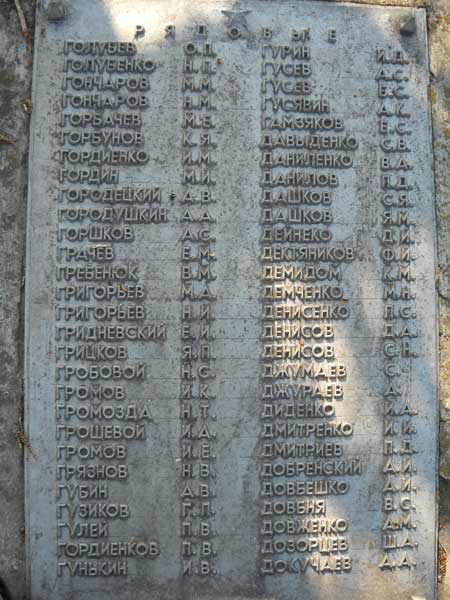 РЯДОВЫЕ
ГОЛУБЕВ О.П.
ГОЛУБЕНКО Н.П.
ГОНЧАРОВ М.М.
ГОНЧАРОВ Н.М.
ГОРБАЧЕВ М.Е.
ГОРБУНОВ К.Я.
ГОРДИЕНКО И.М.
ГОРДИН М.И.
ГОРОДЕЦКИЙ А.В.
ГОРОДУШКИН А.А.
ГОРШКОВ А.С.
ГРАЧЕВ Е.М.
ГРЕБЕНЮК В.М.
ГРИГОРЬЕВ М.А.
ГРИГОРЬЕВ Н.И.
ГРИДНЕВСКИЙ Е.И.
ГРИЦКОВ Я.П.
ГРОБОВОЙ Н.С.
ГРОМОВ И.К.
ГРОМОЗДА Н.Т.
ГРОШЕВОЙ И.А.
ГРОМОВ И.Е.
ГРЯЗНОВ Н.В.
ГУБИН А.В.
ГУЗИКОВ Г.П.
ГУЛЕЙ П.В.
ГОРДИЕНКОВ П.В.
ГУНЬКИН И.В.
ГУРИН И.Д.
ГУСЕВ А.С.
ГУСЕВ Е.С.
ГУСЯВИН А.К.
ГАМЗЯКОВ Е.С.
ДАВЫДЕНКО С.В.
ДАНИЛЕНКО В.А.
ДАНИЛОВ П.Д.
ДАШКОВ С.Я.
ДАШКОВ Я.М.
ДЕЙНЕКО Д.И.
ДЕКТЯНИКОВ Ф.И.
ДЕМИДОМ К.М.
ДЕМЧЕНКО М.Н.
ДЕНИСЕНКО П.С.
ДЕНИСОВ Д.А.
ДЕНИСОВ С.Н.
ДЖУМАЕВ С.
ДЖУРАЕВ А.
ДИДЕНКО И.А.
ДМИТРЕНКО И.И.
ДМИТРИЕВ П.Д.
ДОБРЕНСКИЙ А.И.
ДОВБЕШКО А.И.
ДОВБНЯ В.С.
ДОВЖЕНКО А.М.
ДОЗОРЦЕВ Ш.А.
ДОКУЧАЕВ А.А.